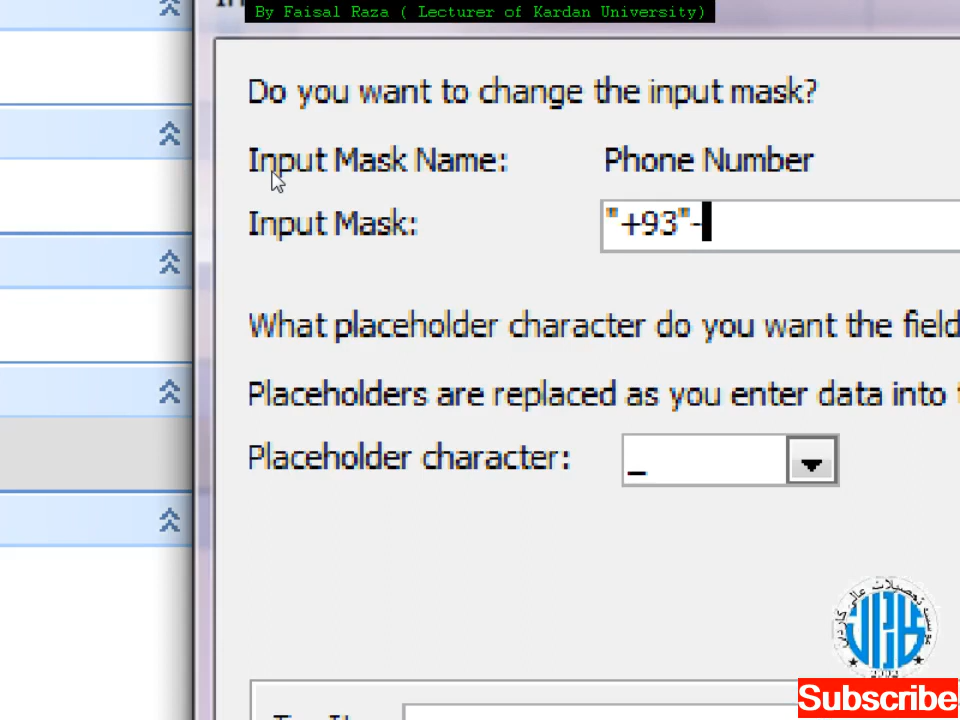 By Faisal Raza ( Lecturer of Kardan University)
Do you want to change the input mask?
Input Mask Name: Phone Number
Input Mask: "+93"-
What placeholder character do you want the field
Placeholders are replaced as you enter data into
Placeholder character: _
Subscribe